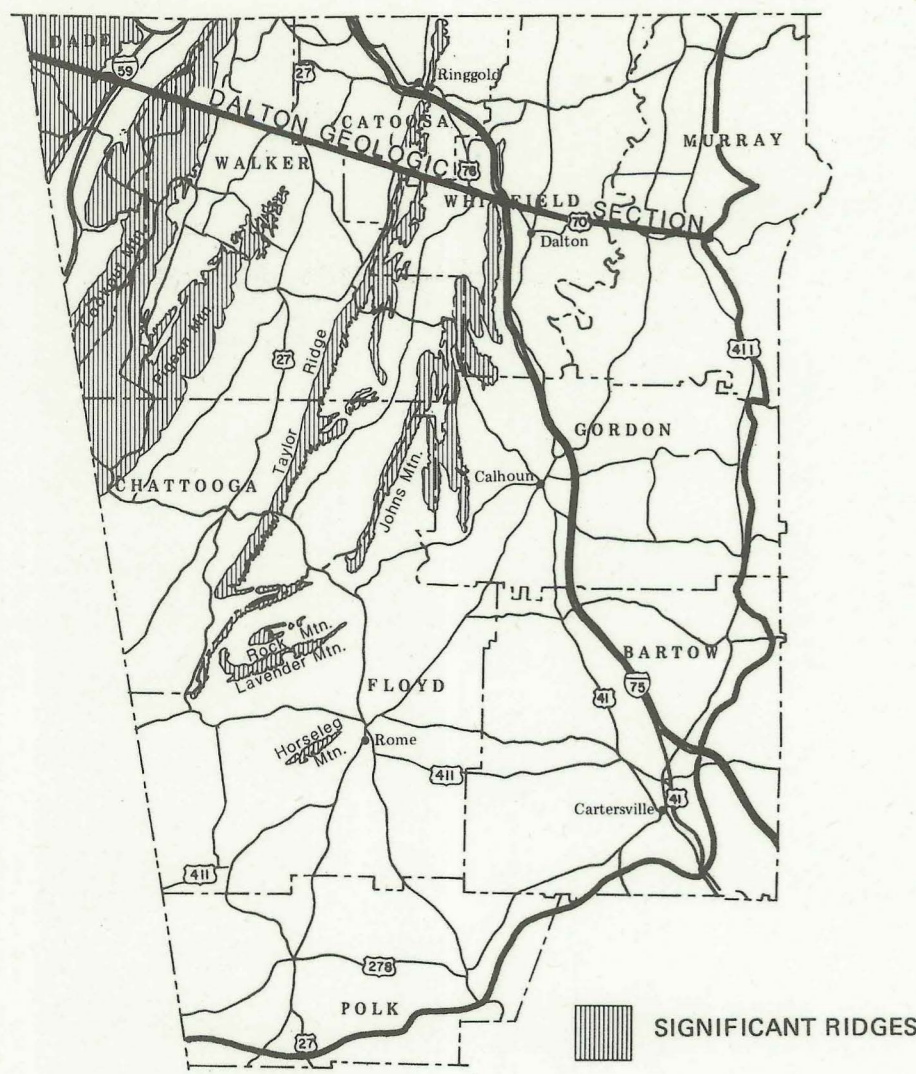 DADE
59
27
Ringgold
DALTON GEOLOGIC SECTION
CATOOSA
MURRAY
WALKER
78
WHITFIELD
70
Dalton
Lookout Mtn.
Pigeon Mtn.
27
Ridge
Taylor
411
GORDON
CHATTOOGA
Johns Mtn.
Calhoun
Rock Mtn.
Lavender Mtn.
BARTOW
FLOYD
75
41
Horseleg
Mtn.
Rome
411
41
Cartersville
411
278
POLK
27
SIGNIFICANT RIDGES